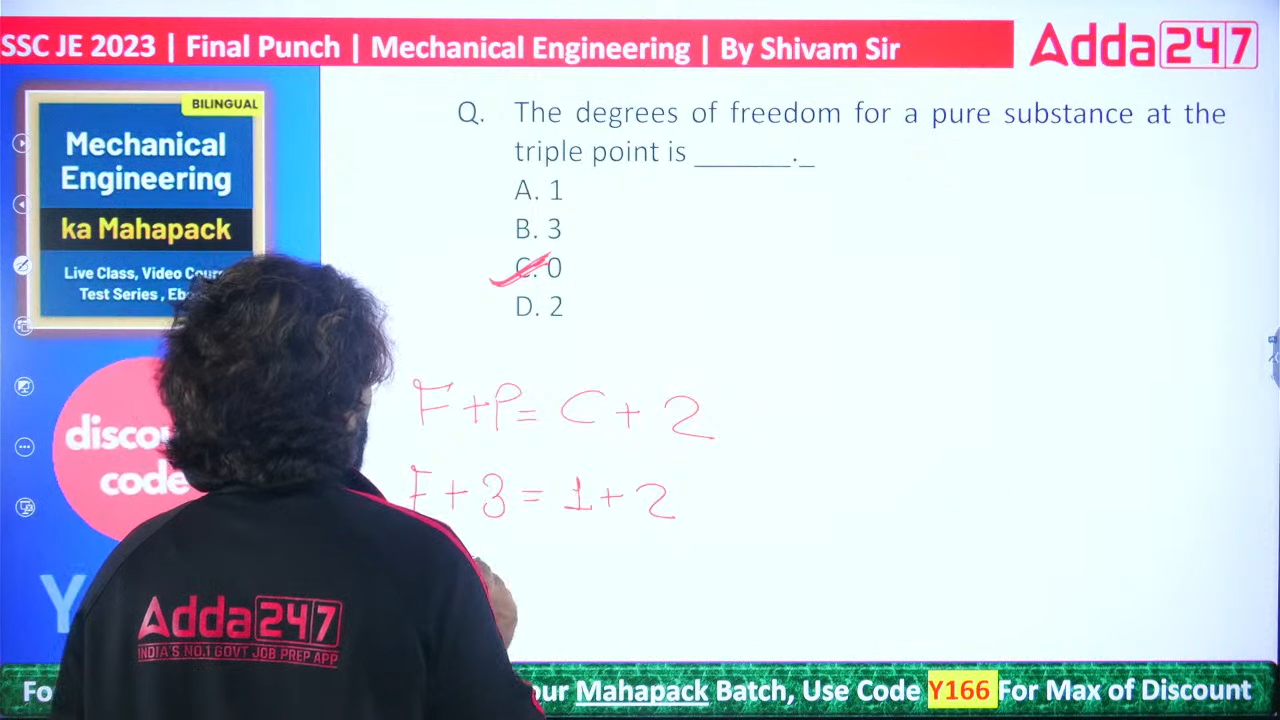 SSC JE 2023 | Final Punch | Mechanical Engineering | By Shivam Sir
Adda247
BILINGUAL
Mechanical
Engineering
ka Mahapack
Live Class, Video
Test Series ,
code
Y
Q. The degrees of freedom for a pure substance at the
triple point is ______._
A. 1
B. 3
C. 0
D. 2
F+P= C+ 2
F+3 = 1+2
Adda247
INDIA'S NO.1 GOVT JOB PREP APP
Mahapack Batch, Use Code Y166 For Max of Discount